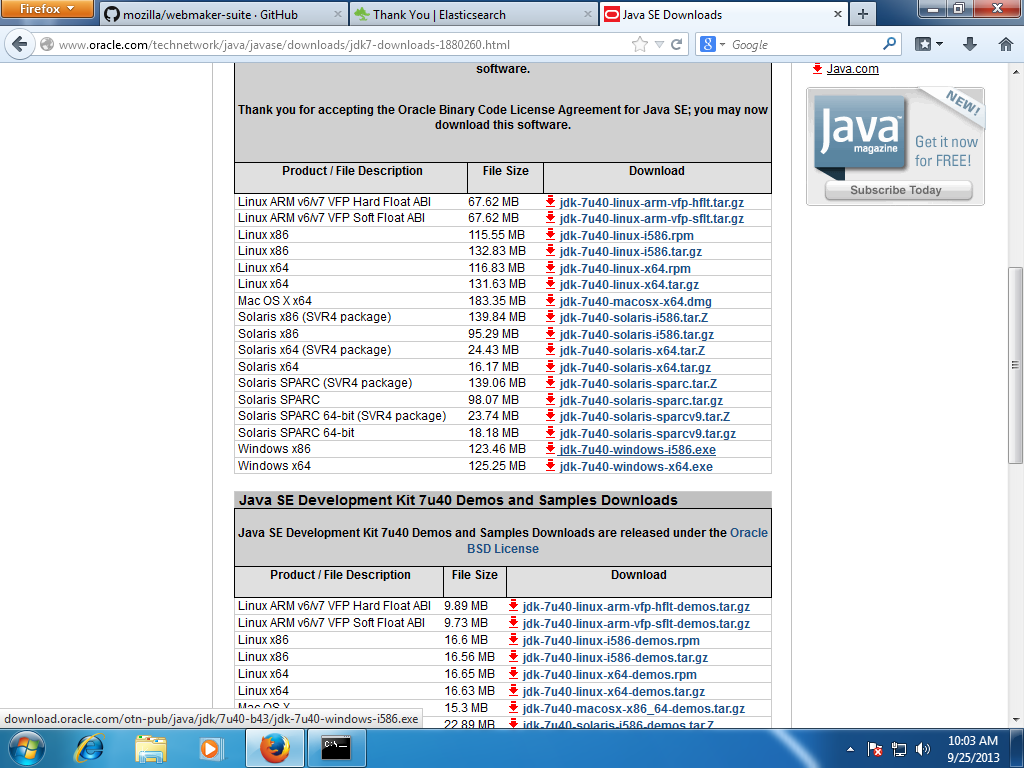 Firefox
mozilla/webmaker-suite · GitHub
Thank You | Elasticsearch
Java SE Downloads
www.oracle.com/technetwork/java/javase/downloads/jdk7-downloads-1880260.html
Google
software.
Thank you for accepting the Oracle Binary Code License Agreement for Java SE; you may now
download this software.
Product / File Description File Size Download
Linux ARM v6/v7 VFP Hard Float ABI 67.62 MB jdk-7u40-linux-arm-vfp-hflt.tar.gz
Linux ARM v6/v7 VFP Soft Float ABI 67.62 MB jdk-7u40-linux-arm-vfp-sflt.tar.gz
Linux x86 115.55 MB jdk-7u40-linux-i586.rpm
Linux x86 132.83 MB jdk-7u40-linux-i586.tar.gz
Linux x64 116.83 MB jdk-7u40-linux-x64.rpm
Linux x64 131.63 MB jdk-7u40-linux-x64.tar.gz
Mac OS X x64 183.35 MB jdk-7u40-macosx-x64.dmg
Solaris x86 (SVR4 package) 139.84 MB jdk-7u40-solaris-i586.tar.Z
Solaris x86 95.29 MB jdk-7u40-solaris-i586.tar.gz
Solaris x64 (SVR4 package) 24.43 MB jdk-7u40-solaris-x64.tar.Z
Solaris x64 16.17 MB jdk-7u40-solaris-x64.tar.gz
Solaris SPARC (SVR4 package) 139.06 MB jdk-7u40-solaris-sparc.tar.Z
Solaris SPARC 98.07 MB jdk-7u40-solaris-sparc.tar.gz
Solaris SPARC 64-bit (SVR4 package) 23.74 MB jdk-7u40-solaris-sparcv9.tar.Z
Solaris SPARC 64-bit 18.18 MB jdk-7u40-solaris-sparcv9.tar.gz
Windows x86 123.46 MB jdk-7u40-windows-i586.exe
Windows x64 125.25 MB jdk-7u40-windows-x64.exe
Java SE Development Kit 7u40 Demos and Samples Downloads
Java SE Development Kit 7u40 Demos and Samples Downloads are released under the Oracle
BSD License
Product / File Description File Size Download
Linux ARM v6/v7 VFP Hard Float ABI 9.89 MB jdk-7u40-linux-arm-vfp-hflt-demos.tar.gz
Linux ARM v6/v7 VFP Soft Float ABI 9.73 MB jdk-7u40-linux-arm-vfp-sflt-demos.tar.gz
Linux x86 16.6 MB jdk-7u40-linux-i586-demos.rpm
Linux x86 16.56 MB jdk-7u40-linux-i586-demos.tar.gz
Linux x64 16.65 MB jdk-7u40-linux-x64-demos.rpm
Linux x64 16.63 MB jdk-7u40-linux-x64-demos.tar.gz
Mac OS X 15.3 MB jdk-7u40-macosx-x86_64-demos.tar.gz
22.89 MB jdk-7u40-solaris-i586-demos.tar.Z
Java.com
NEW!
Java
magazine
Get it now
for FREE!
Subscribe Today
download.oracle.com/otn-pub/java/jdk/7u40-b43/jdk-7u40-windows-i586.exe
C:\
10:03 AM
9/25/2013